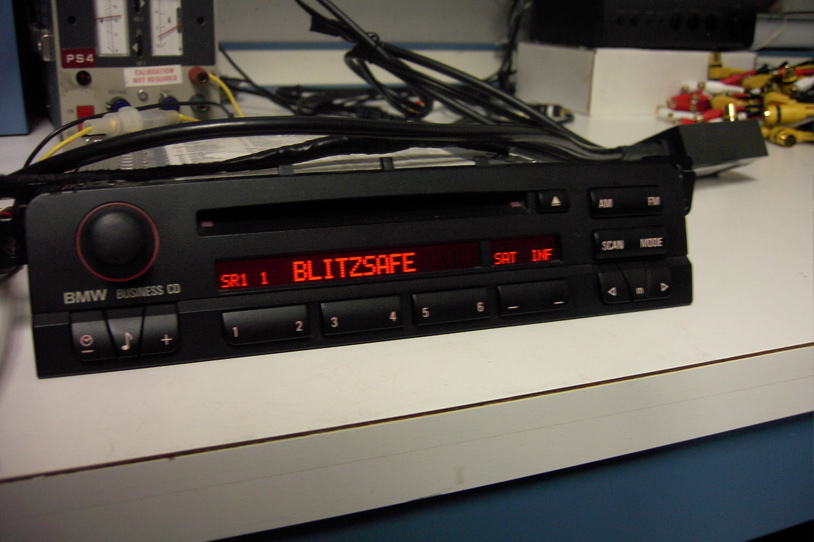 PS4
CALIBRATION
NOT REQUIRED
AM FM
SCAN MODE
SR1 1 BLITZSAFE SAT INF
BMW BUSINESS CD
1 2 3 4 5 6
m